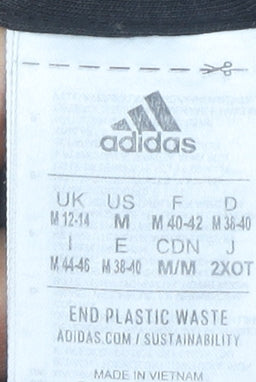 adidas
UK US F D
M 12-14 M M 40-42 M 38-40
I E CDN J
M 44-46 M 38-40 M/M 2XOT
END PLASTIC WASTE
ADIDAS.COM / SUSTAINABILITY
MADE IN VIETNAM